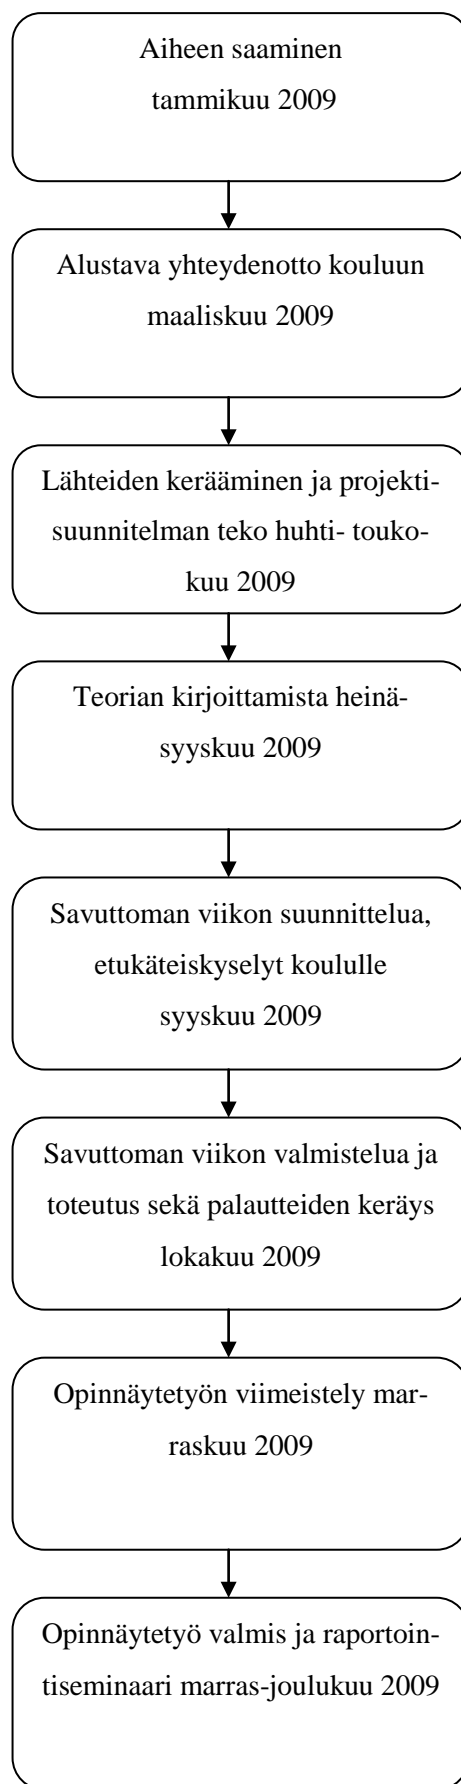 Aiheen saaminen
tammikuu 2009
Alustava yhteydenotto kouluun
maaliskuu 2009
Lähteiden kerääminen ja projekti-
suunnitelman teko huhti- touko-
kuu 2009
Teorian kirjoittamista heinä-
syyskuu 2009
Savuttoman viikon suunnittelua,
etukäteiskyselyt koululle
syyskuu 2009
Savuttoman viikon valmistelua ja
toteutus sekä palautteiden keräys
lokakuu 2009
Opinnäytetyön viimeistely mar-
raskuu 2009
Opinnäytetyö valmis ja raportoin-
tiseminaari marras-joulukuu 2009